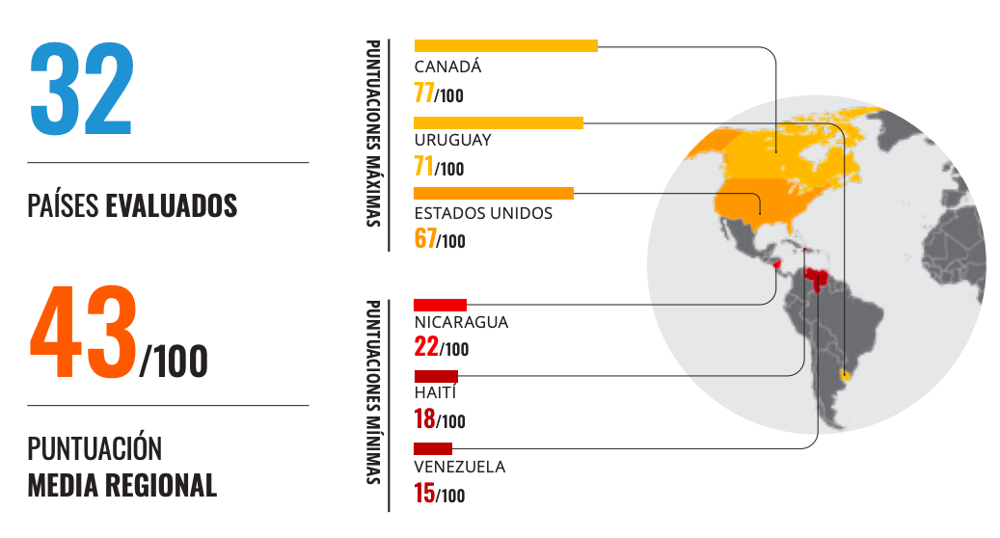 32
PAÍSES EVALUADOS
43/100
PUNTUACIÓN
MEDIA REGIONAL
PUNTUACIONES MÁXIMAS
CANADÁ
77/100
URUGUAY
71/100
ESTADOS UNIDOS
67/100
PUNTUACIONES MÍNIMAS
NICARAGUA
22/100
HAITÍ
18/100
VENEZUELA
15/100